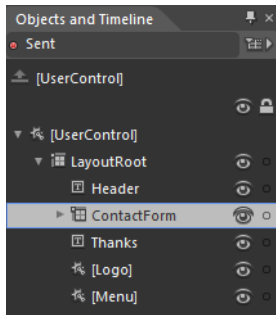 Objects and Timeline
Sent
[UserControl]
[UserControl]
LayoutRoot
Header
ContactForm
Thanks
[Logo]
[Menu]